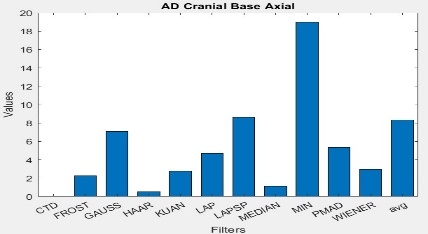 AD Cranial Base Axial
20
18
16
14
12
10
8
6
4
2
0
Values
CTD FROST GAUSS HAAR KUAN LAP LAPSP MEDIAN MIN PMAD WIENER avg
Filters